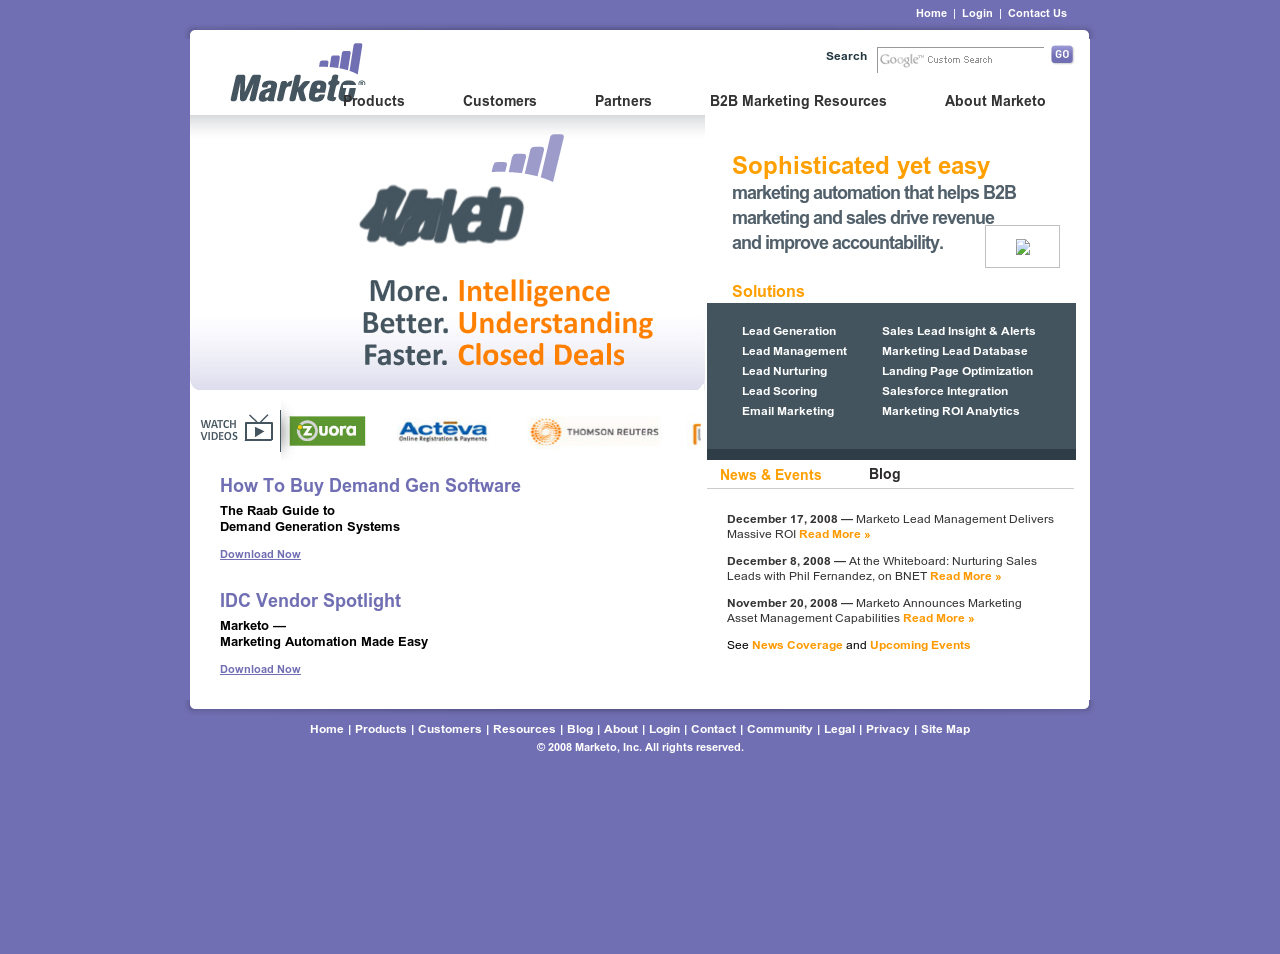 Home | Login | Contact Us
Marketo®
Search
Google™ Custom Search
GO
Products
Customers
Partners
B2B Marketing Resources
About Marketo
Marketo
More. Intelligence
Better. Understanding
Faster. Closed Deals
Sophisticated yet easy
marketing automation that helps B2B
marketing and sales drive revenue
and improve accountability.
Solutions
Lead Generation
Lead Management
Lead Nurturing
Lead Scoring
Email Marketing
Sales Lead Insight & Alerts
Marketing Lead Database
Landing Page Optimization
Salesforce Integration
Marketing ROI Analytics
WATCH
VIDEOS
zuora
Acteva
Online Registration & Payments
THOMSON REUTERS
How To Buy Demand Gen Software
The Raab Guide to
Demand Generation Systems
Download Now
IDC Vendor Spotlight
Marketo —
Marketing Automation Made Easy
Download Now
News & Events
Blog
December 17, 2008 — Marketo Lead Management Delivers
Massive ROI Read More »
December 8, 2008 — At the Whiteboard: Nurturing Sales
Leads with Phil Fernandez, on BNET Read More »
November 20, 2008 — Marketo Announces Marketing
Asset Management Capabilities Read More »
See News Coverage and Upcoming Events
Home | Products | Customers | Resources | Blog | About | Login | Contact | Community | Legal | Privacy | Site Map
© 2008 Marketo, Inc. All rights reserved.